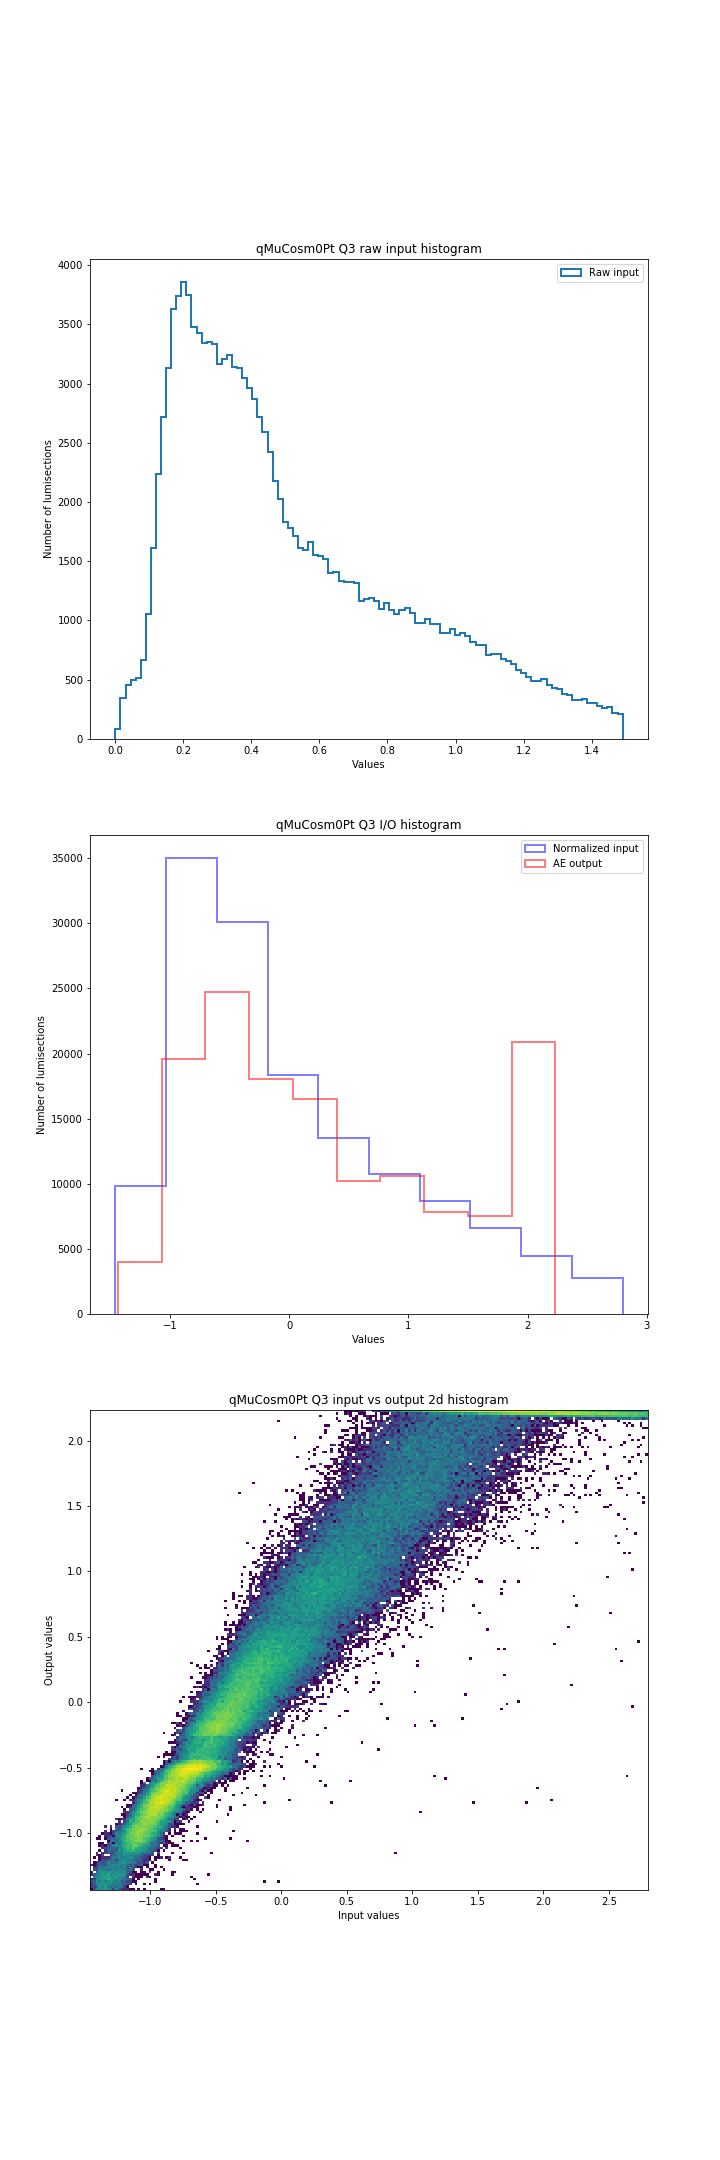 qMuCosm0Pt Q3 raw input histogram
Raw input
4000
3500
3000
2500
2000
1500
1000
500
0
Number of lumisections
0.0 0.2 0.4 0.6 0.8 1.0 1.2 1.4
Values
qMuCosm0Pt Q3 I/O histogram
Normalized input
AE output
35000
30000
25000
20000
15000
10000
5000
0
Number of lumisections
−1 0 1 2 3
Values
qMuCosm0Pt Q3 input vs output 2d histogram
2.0
1.5
1.0
0.5
0.0
−0.5
−1.0
Output values
−1.0 −0.5 0.0 0.5 1.0 1.5 2.0 2.5
Input values